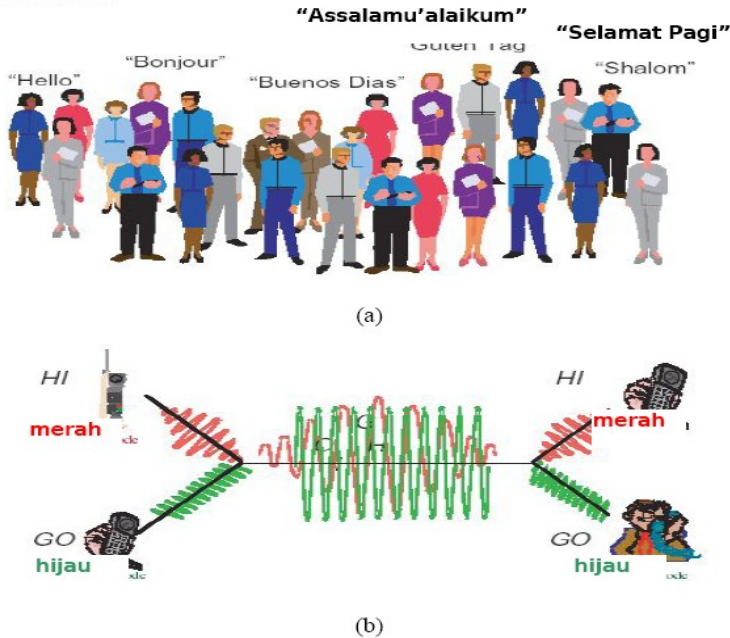 “Assalamu’alaikum”
“Selamat Pagi”
Guten Tag
“Bonjour”
“Shalom”
“Hello”
“Buenos Dias”
(a)
HI
HI
merah
merah
GO
GO
hijau
hijau
(b)